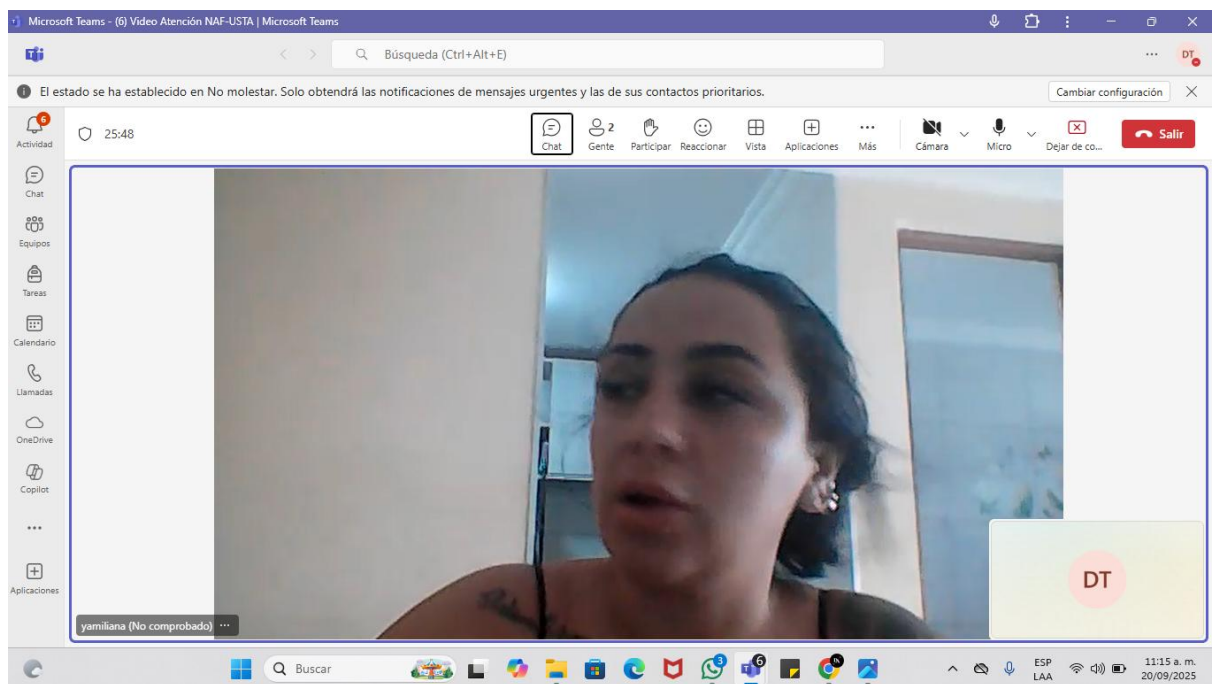 Microsoft Teams - (6) Video Atención NAF-USTA | Microsoft Teams
Búsqueda (Ctrl+Alt+E)
DT
El estado se ha establecido en No molestar. Solo obtendrá las notificaciones de mensajes urgentes y las de sus contactos prioritarios.
Cambiar configuración
6
Actividad
Chat
Equipos
Tareas
Calendario
Llamadas
OneDrive
Copilot
Aplicaciones
25:48
Chat
2
Gente
Participar
Reaccionar
Vista
Aplicaciones
Más
Cámara
Micro
Dejar de co...
Salir
yamiliana (No comprobado) ...
DT
Buscar
3
6
ESP
LAA
11:15 a. m.
20/09/2025